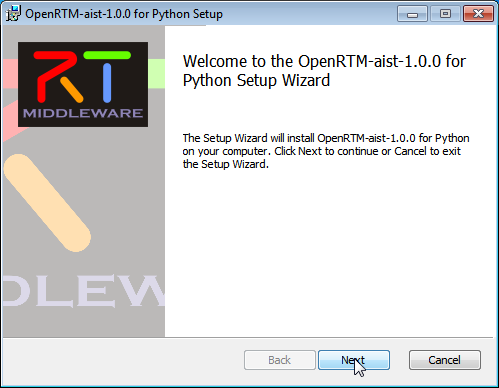 OpenRTM-aist-1.0.0 for Python Setup
RT
MIDDLEWARE
DLEW
Welcome to the OpenRTM-aist-1.0.0 for
Python Setup Wizard
The Setup Wizard will install OpenRTM-aist-1.0.0 for Python
on your computer. Click Next to continue or Cancel to exit
the Setup Wizard.
Back
Next
Cancel